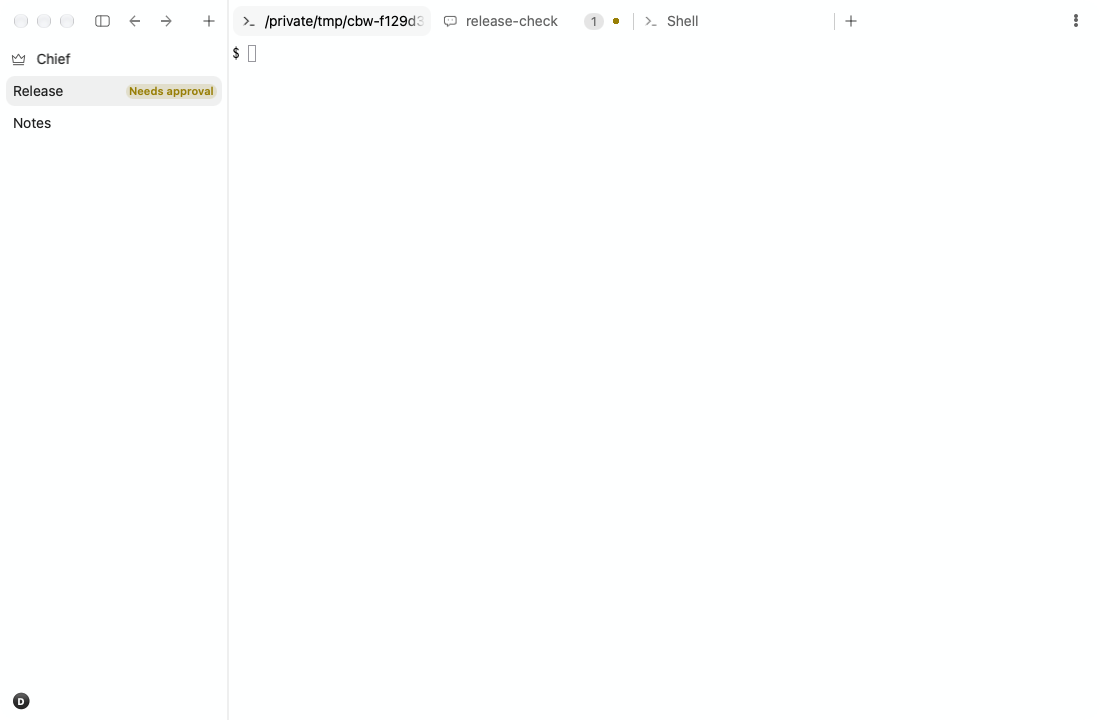 /private/tmp/cbw-f129d3
release-check
1
Shell
Chief
Release
Needs approval
Notes
$
D